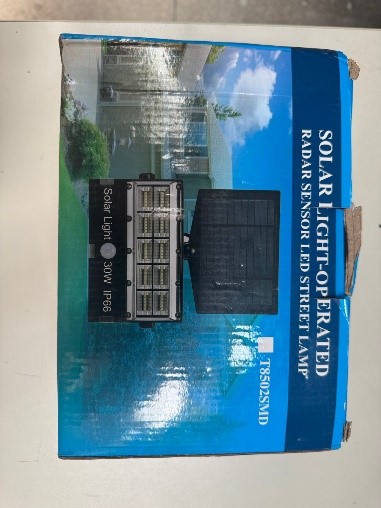 SOLAR LIGHT-OPERATED
RADAR SENSOR LED STREET LAMP
T8502SMD
Solar Light 30W IP66